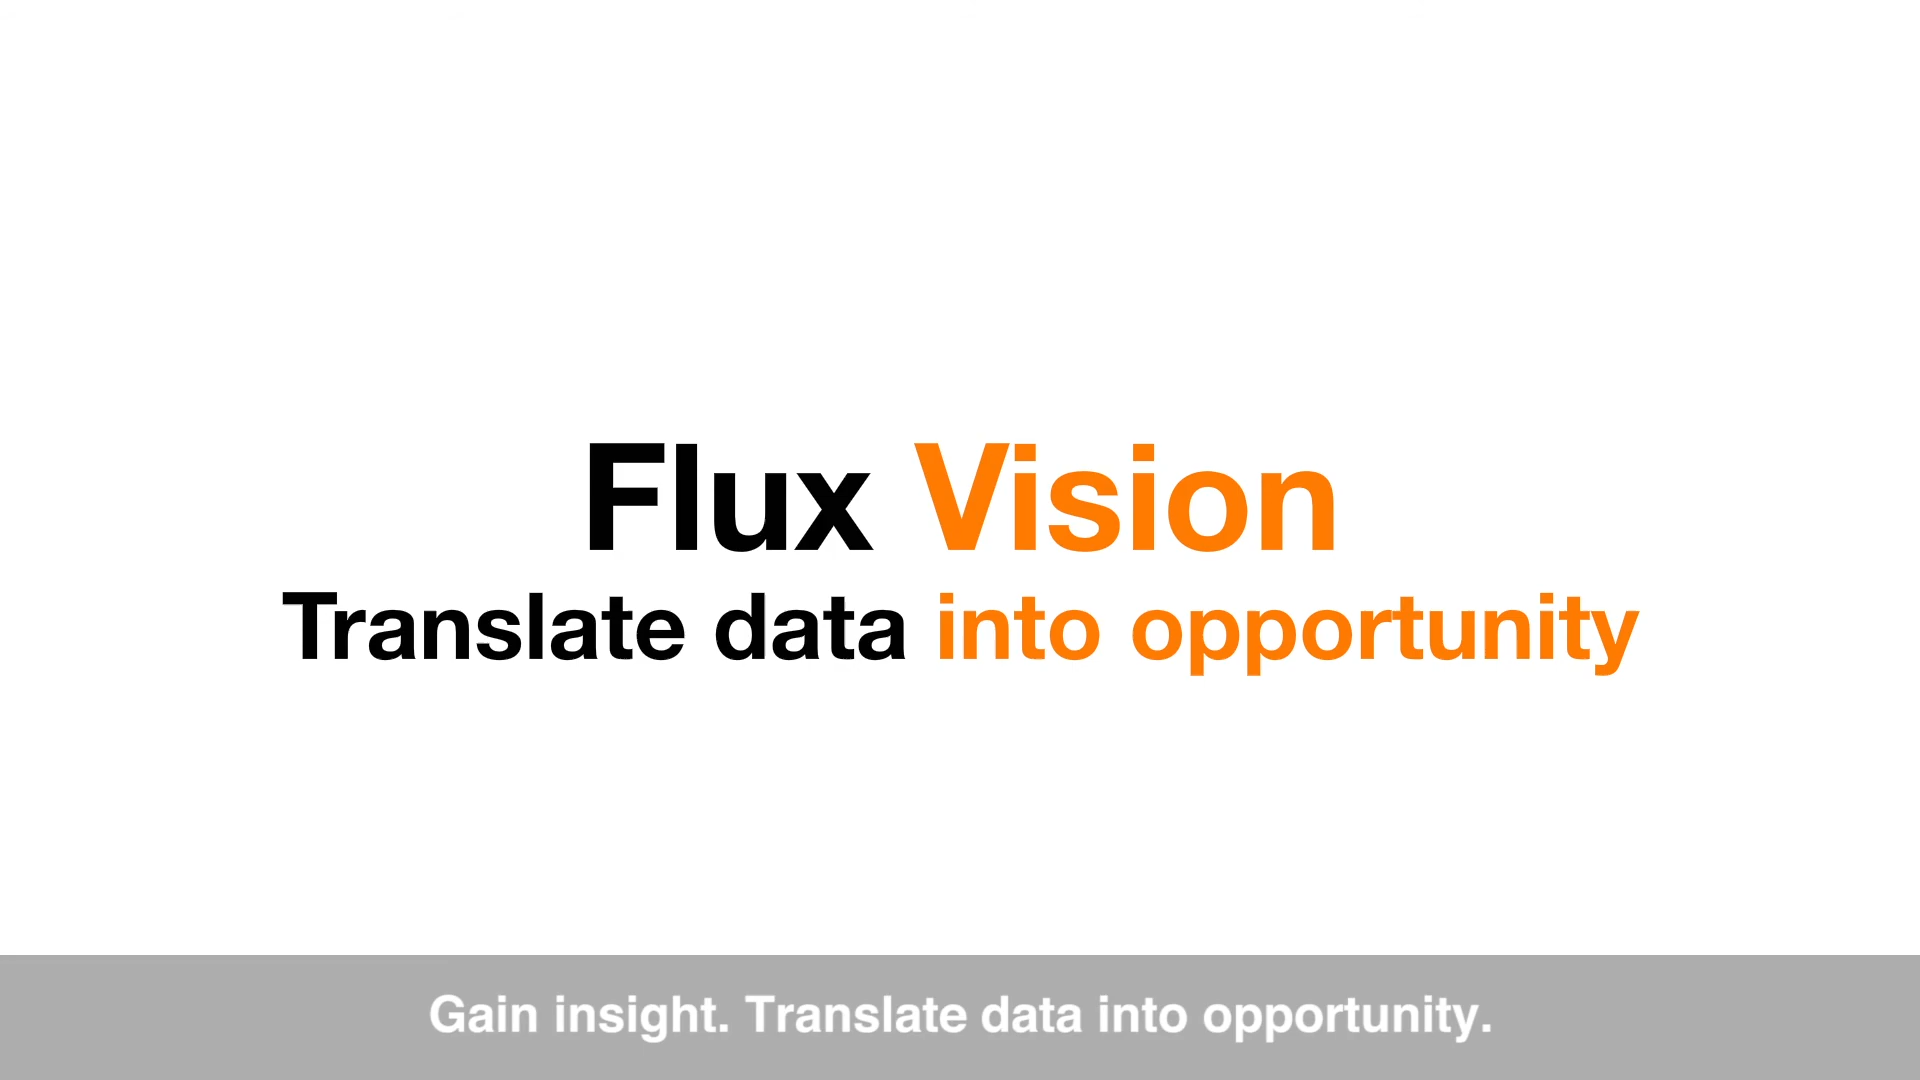 Flux Vision
Translate data into opportunity
Gain insight. Translate data into opportunity.